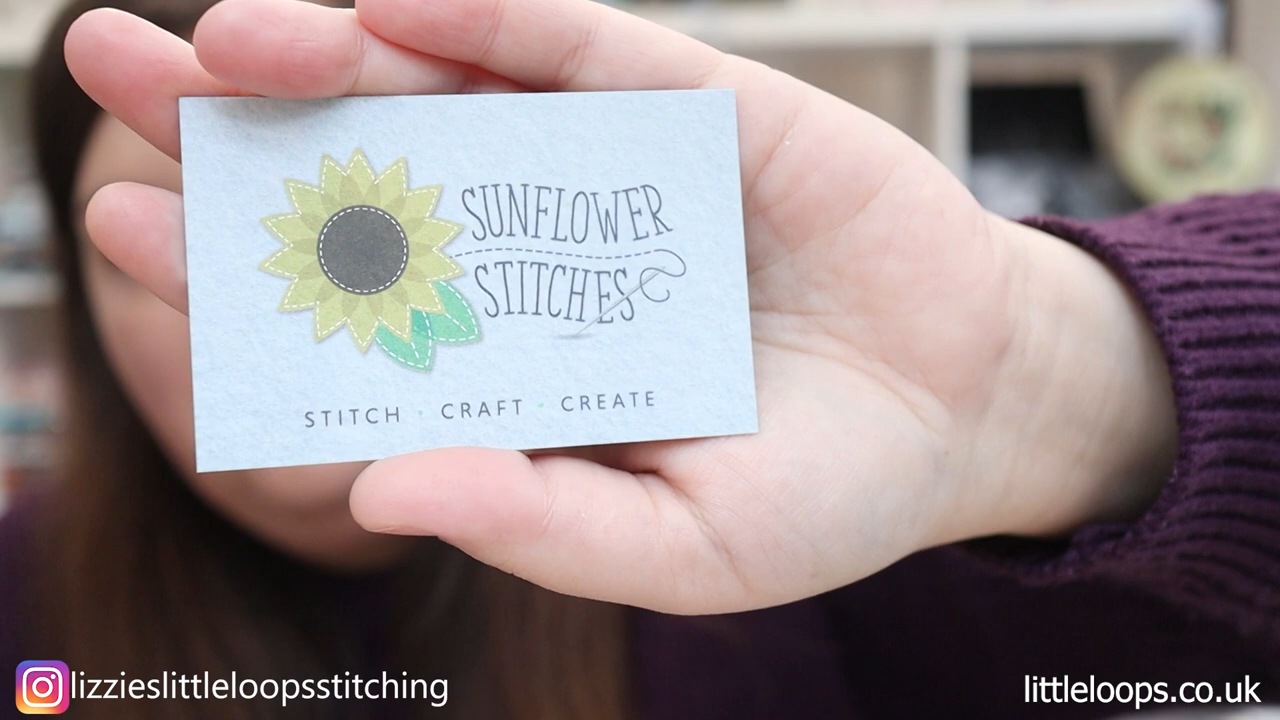 SUNFLOWER
STITCHES
STITCH · CRAFT · CREATE
lizzieslittleloopsstitching
littleloops.co.uk